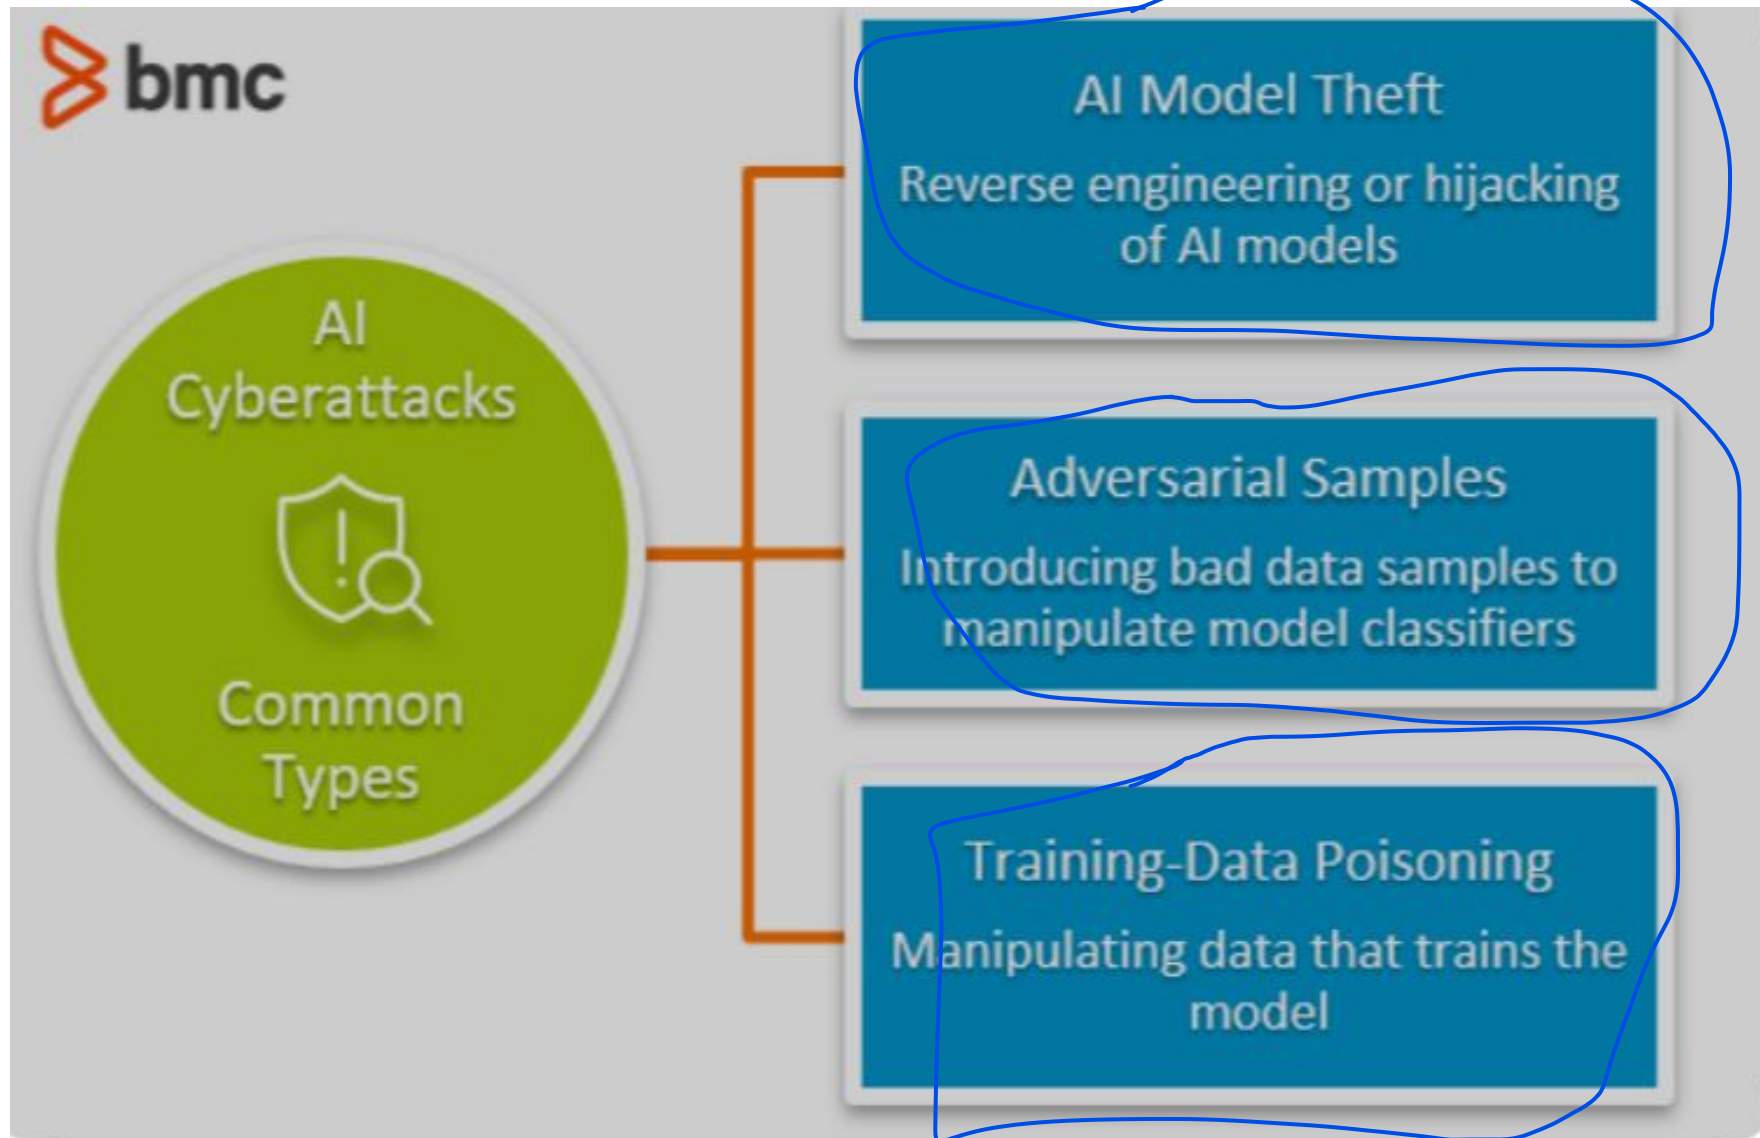 bmc
AI
Cyberattacks
Common
Types
AI Model Theft
Reverse engineering or hijacking
of AI models
Adversarial Samples
Introducing bad data samples to
manipulate model classifiers
Training-Data Poisoning
Manipulating data that trains the
model